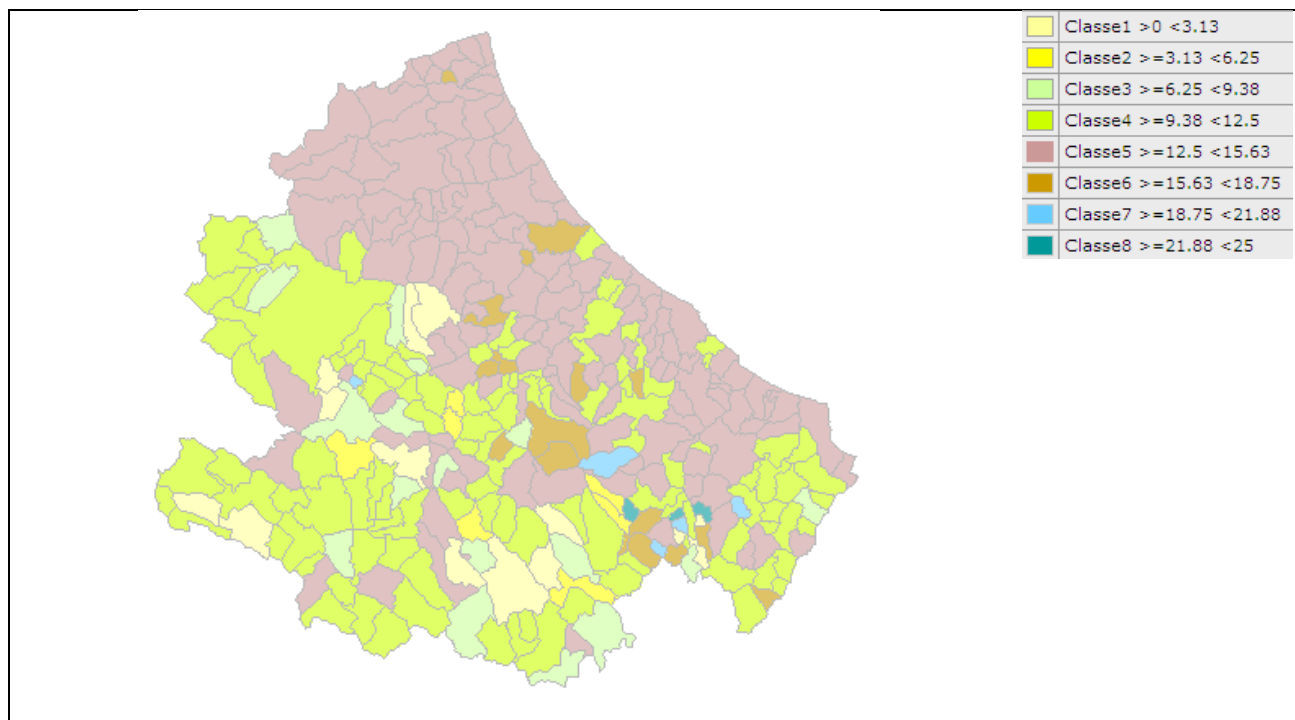 Classe1 >0 <3.13
Classe2 >=3.13 <6.25
Classe3 >=6.25 <9.38
Classe4 >=9.38 <12.5
Classe5 >=12.5 <15.63
Classe6 >=15.63 <18.75
Classe7 >=18.75 <21.88
Classe8 >=21.88 <25